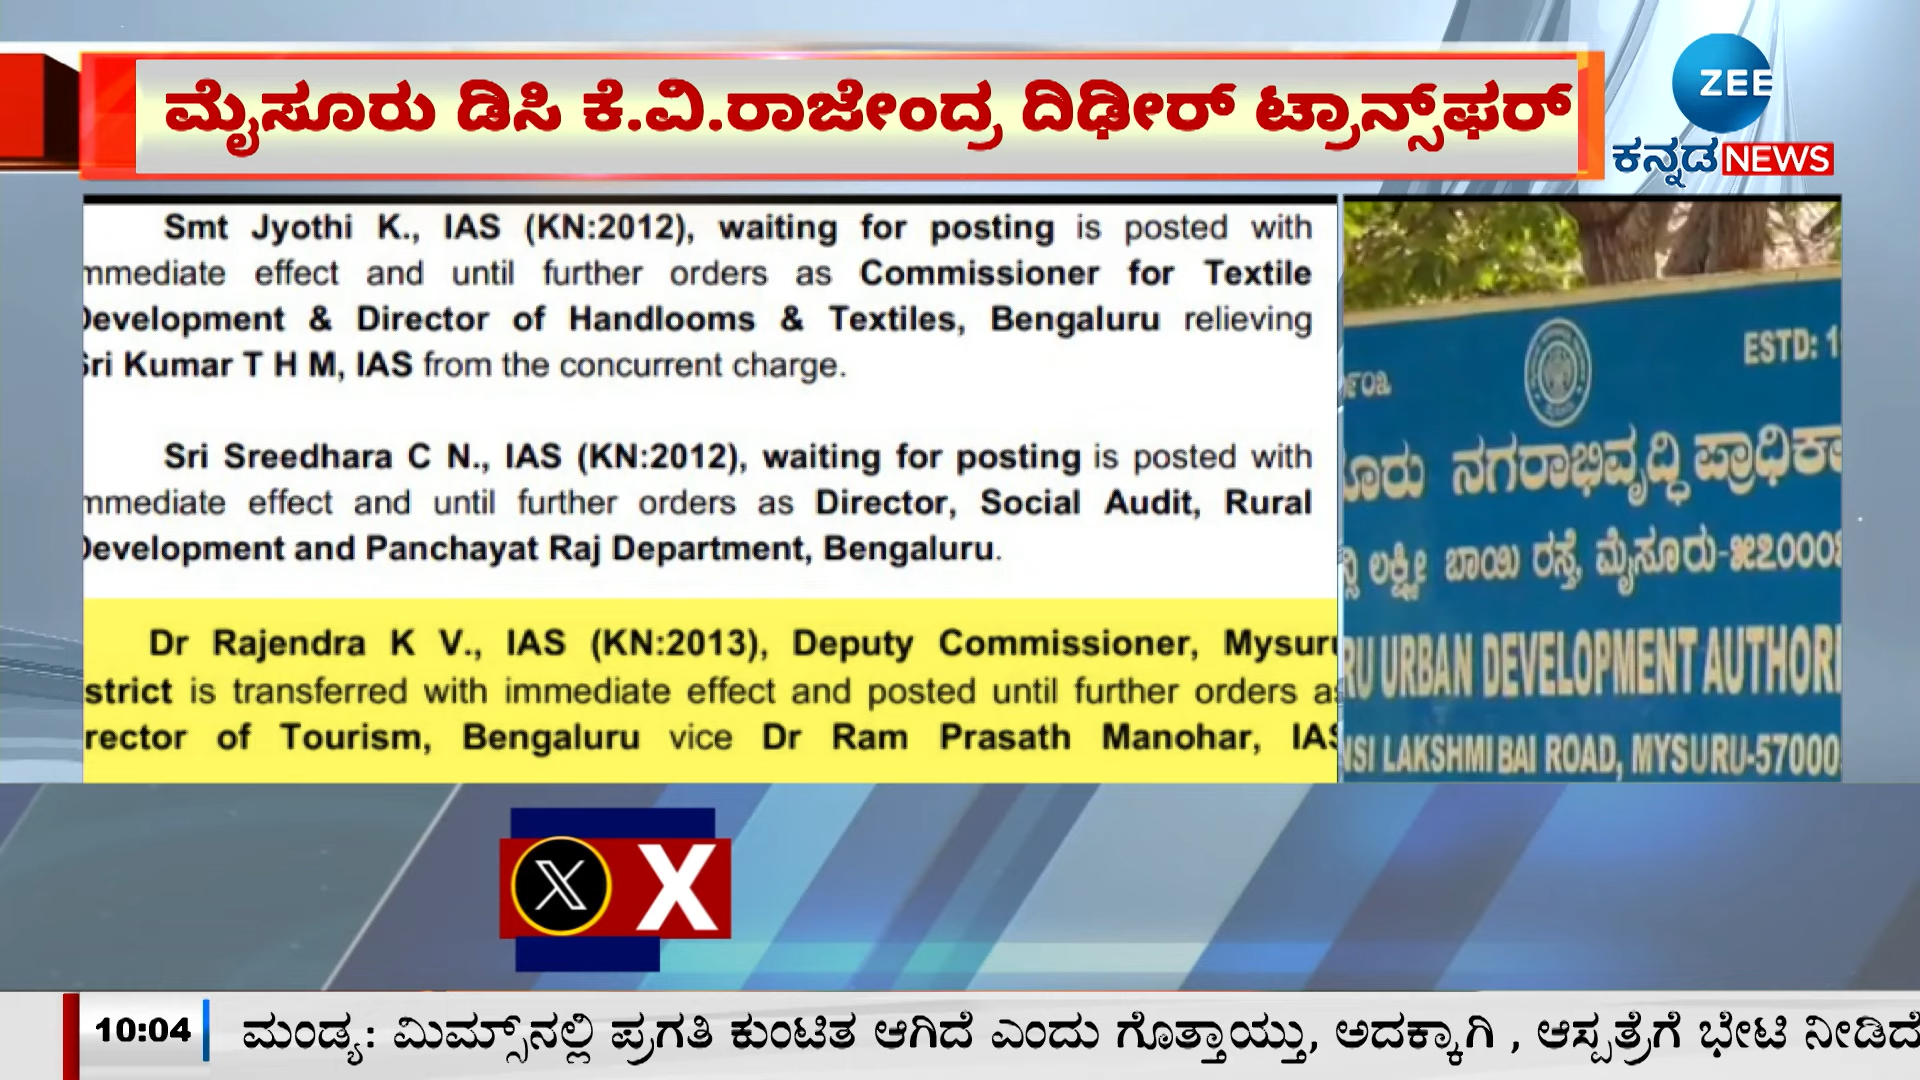 ಮೈಸೂರು ಡಿಸಿ ಕೆ.ವಿ.ರಾಜೇಂದ್ರ ದಿಢೀರ್ ಟ್ರಾನ್ಸ್‌ಫರ್
ZEE
ಕನ್ನಡ NEWS
Smt Jyothi K., IAS (KN:2012), waiting for posting is posted with
mmediate effect and until further orders as Commissioner for Textile
Development & Director of Handlooms & Textiles, Bengaluru relieving
Sri Kumar T H M, IAS from the concurrent charge.
Sri Sreedhara C N., IAS (KN:2012), waiting for posting is posted with
mmediate effect and until further orders as Director, Social Audit, Rural
Development and Panchayat Raj Department, Bengaluru.
Dr Rajendra K V., IAS (KN:2013), Deputy Commissioner, Mysuru
strict is transferred with immediate effect and posted until further orders as
rector of Tourism, Bengaluru vice Dr Ram Prasath Manohar, IAS
ESTD: 1
೯೦೩
ೂರು ನಗರಾಭಿವೃದ್ಧಿ ಪ್ರಾಧಿಕಾ
ನ್ಸಿ ಲಕ್ಷ್ಮೀ ಬಾಯಿ ರಸ್ತೆ, ಮೈಸೂರು-೫೭೦೦೦
RU URBAN DEVELOPMENT AUTHORI
NSI LAKSHMI BAI ROAD, MYSURU-57000
X X
10:04 ಮಂಡ್ಯ: ಮಿಮ್ಸ್‌ನಲ್ಲಿ ಪ್ರಗತಿ ಕುಂಟಿತ ಆಗಿದೆ ಎಂದು ಗೊತ್ತಾಯ್ತು, ಅದಕ್ಕಾಗಿ , ಆಸ್ಪತ್ರೆಗೆ ಭೇಟಿ ನೀಡಿದೆ